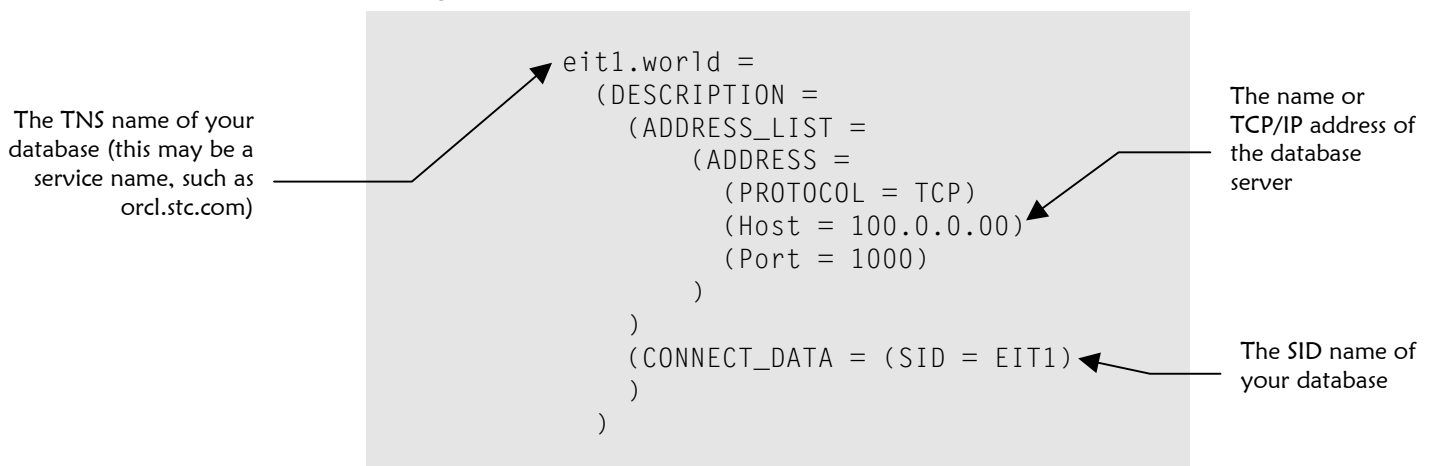 The TNS name of your
database (this may be a
service name, such as
orcl.stc.com)
eit1.world =
(DESCRIPTION =
(ADDRESS_LIST =
(ADDRESS =
(PROTOCOL = TCP)
(Host = 100.0.0.00)
(Port = 1000)
)
)
(CONNECT_DATA = (SID = EIT1)
)
)
The name or
TCP/IP address of
the database
server
The SID name of
your database